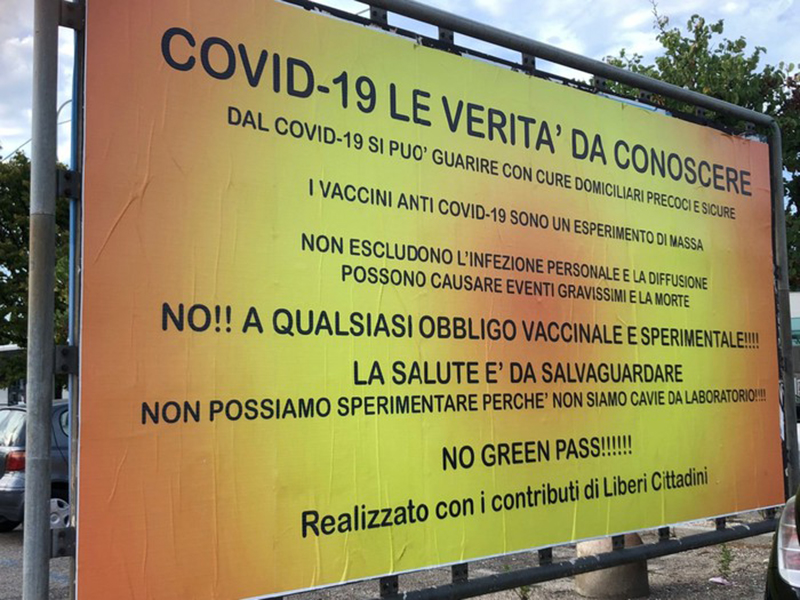 COVID-19 LE VERITA' DA CONOSCERE
DAL COVID-19 SI PUO' GUARIRE CON CURE DOMICILIARI PRECOCI E SICURE
I VACCINI ANTI COVID-19 SONO UN ESPERIMENTO DI MASSA
NON ESCLUDONO L'INFEZIONE PERSONALE E LA DIFFUSIONE
POSSONO CAUSARE EVENTI GRAVISSIMI E LA MORTE
NO!! A QUALSIASI OBBLIGO VACCINALE E SPERIMENTALE!!!!
LA SALUTE E' DA SALVAGUARDARE
NON POSSIAMO SPERIMENTARE PERCHE' NON SIAMO CAVIE DA LABORATORIO!!!!
NO GREEN PASS!!!!!!
Realizzato con i contributi di Liberi Cittadini